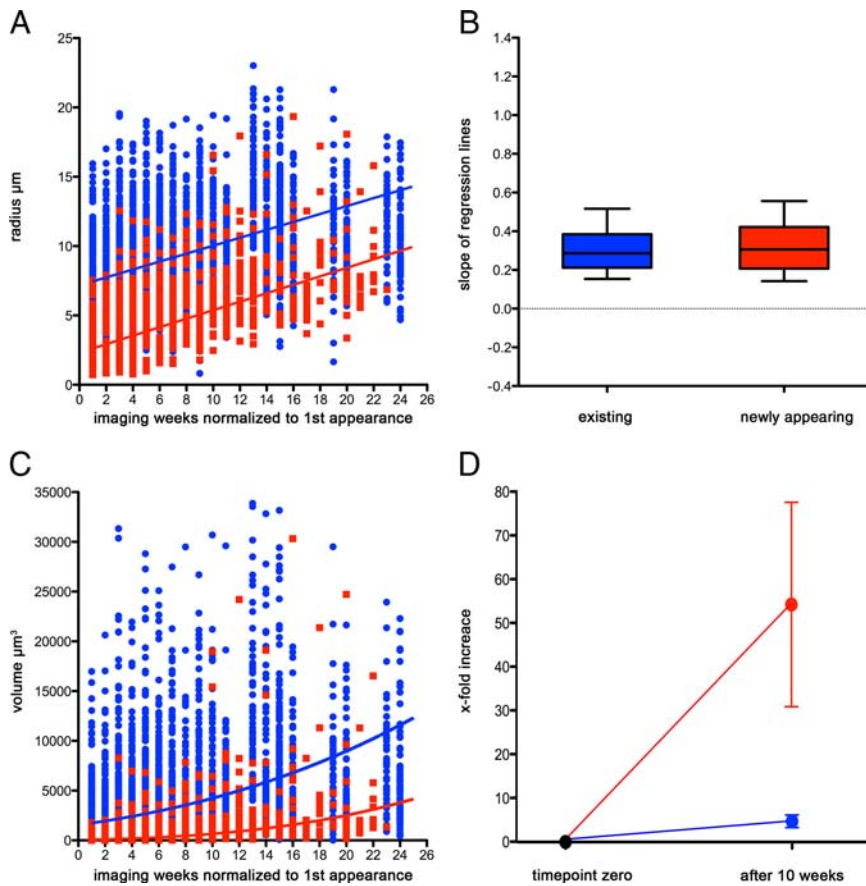 A
25
20
15
10
5
0
radius µm
0 2 4 6 8 10 12 14 16 18 20 22 24 26
imaging weeks normalized to 1st appearance
B
1.4
1.2
1.0
0.8
0.6
0.4
0.2
0.0
-0.2
-0.4
slope of regression lines
existing newly appearing
C
35000
30000
25000
20000
15000
10000
5000
0
volume µm³
0 2 4 6 8 10 12 14 16 18 20 22 24 26
imaging weeks normalized to 1st appearance
D
80
70
60
50
40
30
20
10
0
x-fold increace
timepoint zero after 10 weeks